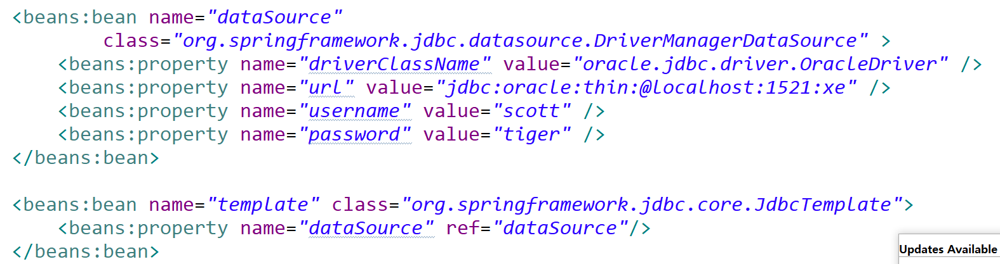 <beans:bean name="dataSource"
class="org.springframework.jdbc.datasource.DriverManagerDataSource" >
<beans:property name="driverClassName" value="oracle.jdbc.driver.OracleDriver" />
<beans:property name="url" value="jdbc:oracle:thin:@localhost:1521:xe" />
<beans:property name="username" value="scott" />
<beans:property name="password" value="tiger" />
</beans:bean>
<beans:bean name="template" class="org.springframework.jdbc.core.JdbcTemplate">
<beans:property name="dataSource" ref="dataSource"/>
</beans:bean>
Updates Available